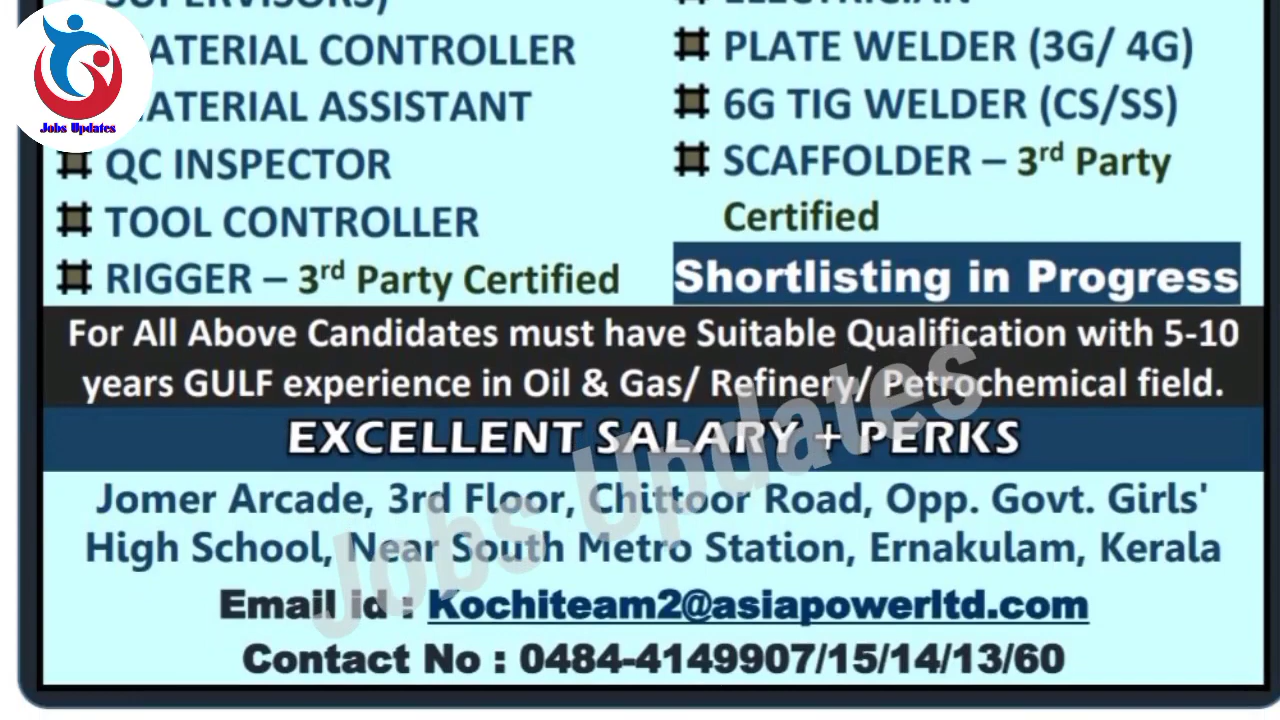 SUPERVISORS)
MATERIAL CONTROLLER
MATERIAL ASSISTANT
QC INSPECTOR
TOOL CONTROLLER
RIGGER – 3rd Party Certified
ELECTRICIAN
PLATE WELDER (3G/ 4G)
6G TIG WELDER (CS/SS)
SCAFFOLDER – 3rd Party
Certified
Shortlisting in Progress
For All Above Candidates must have Suitable Qualification with 5-10
years GULF experience in Oil & Gas/ Refinery/ Petrochemical field.
EXCELLENT SALARY + PERKS
Jomer Arcade, 3rd Floor, Chittoor Road, Opp. Govt. Girls'
High School, Near South Metro Station, Ernakulam, Kerala
Email id : Kochiteam2@asiapowerltd.com
Contact No : 0484-4149907/15/14/13/60
Jobs Updates
Jobs Updates